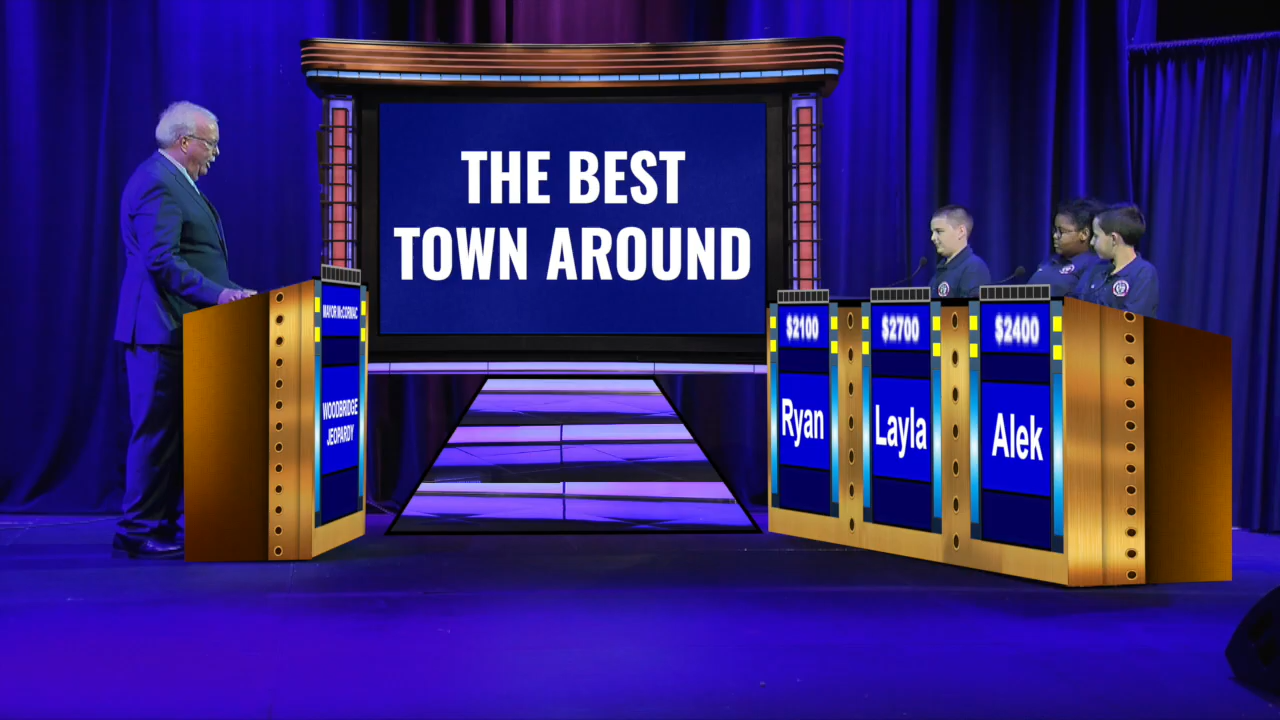 THE BEST
TOWN AROUND
MAYOR McCORMAC
WOODBRIDGE
JEOPARDY
$2100
$2700
$2400
Ryan
Layla
Alek